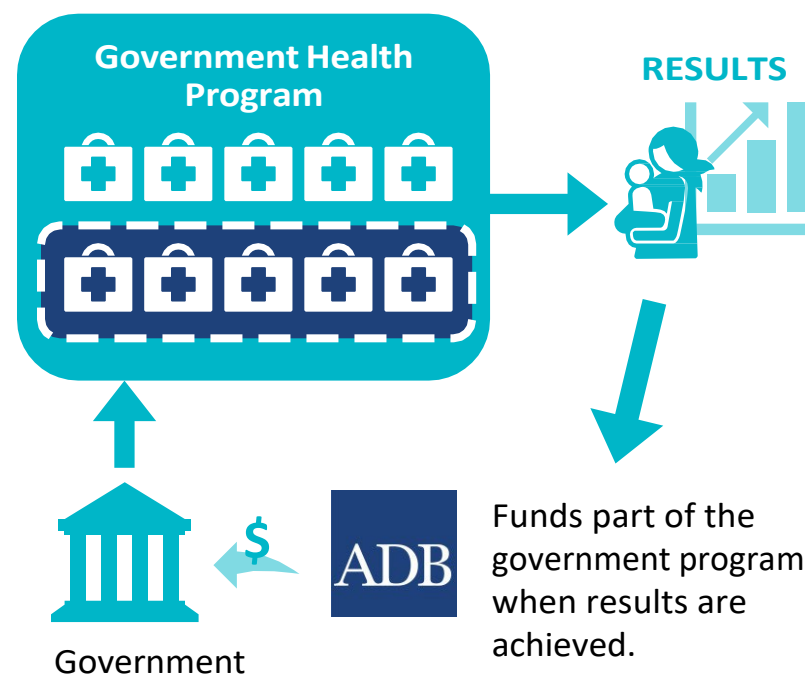 Government Health
Program
RESULTS
$
ADB
Funds part of the
government program
when results are
achieved.
Government